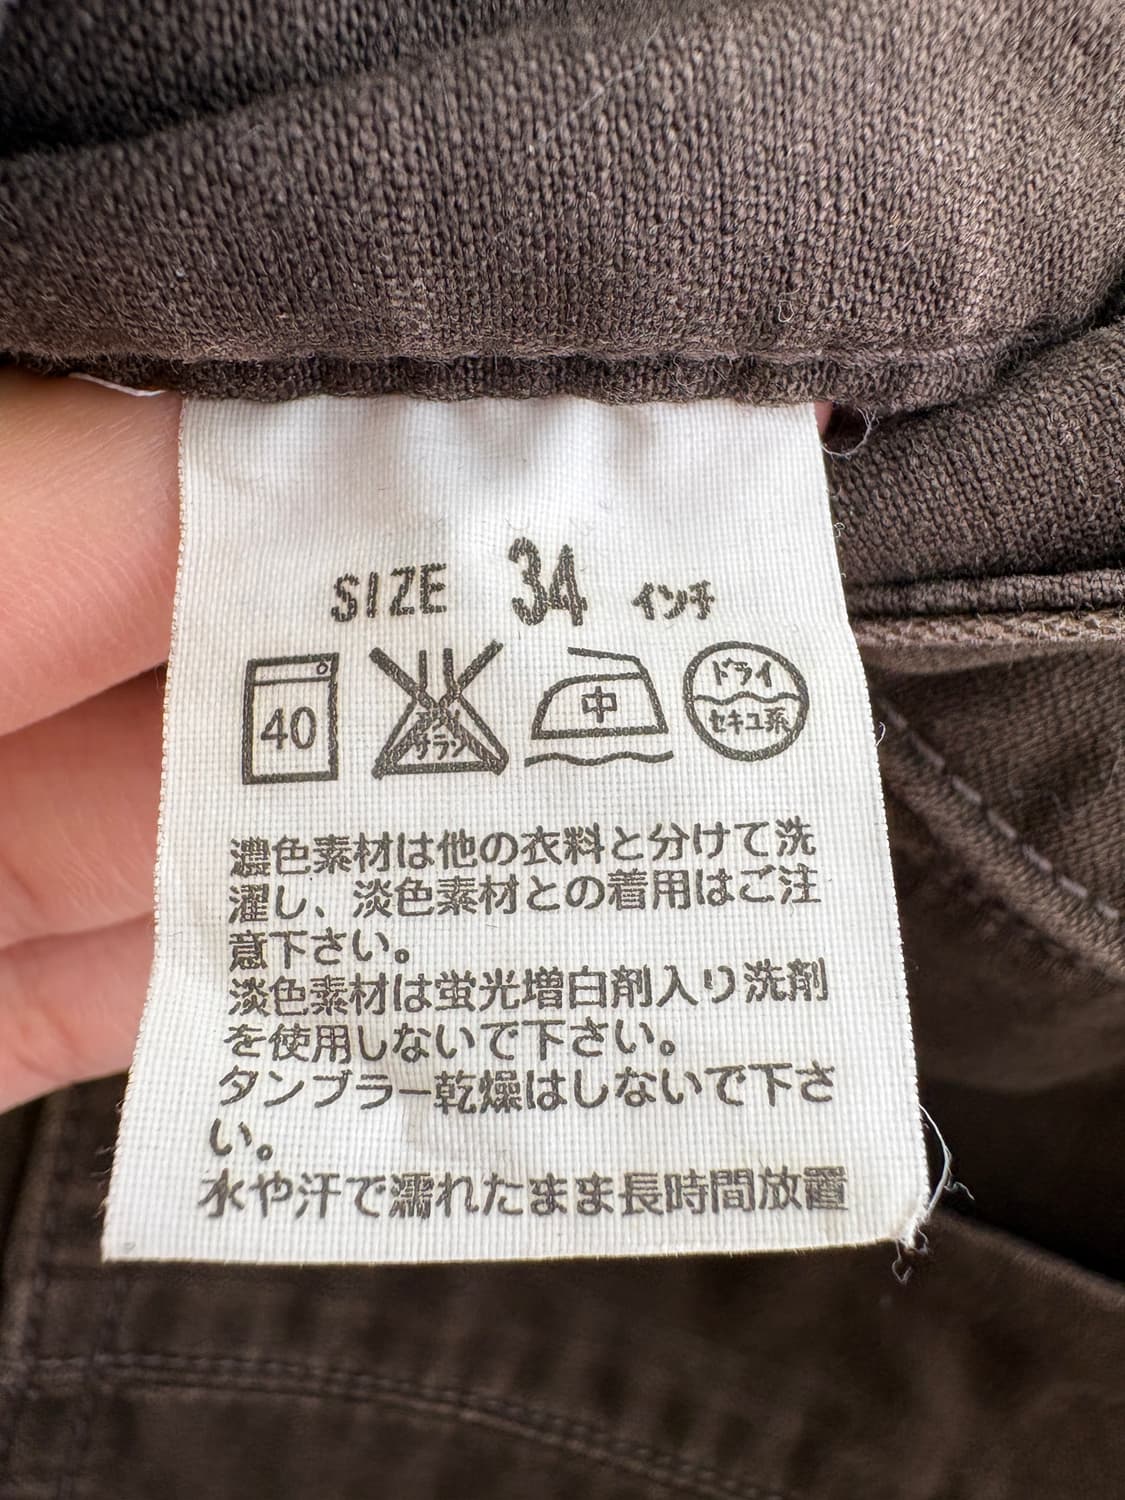 SIZE 34 インチ
40
エンソ
サラシ
中
ドライ
セキユ系
濃色素材は他の衣料と分けて洗
濯し、淡色素材との着用はご注
意下さい。
淡色素材は蛍光増白剤入り洗剤
を使用しないで下さい。
タンブラー乾燥はしないで下さ
い。
水や汗で濡れたまま長時間放置